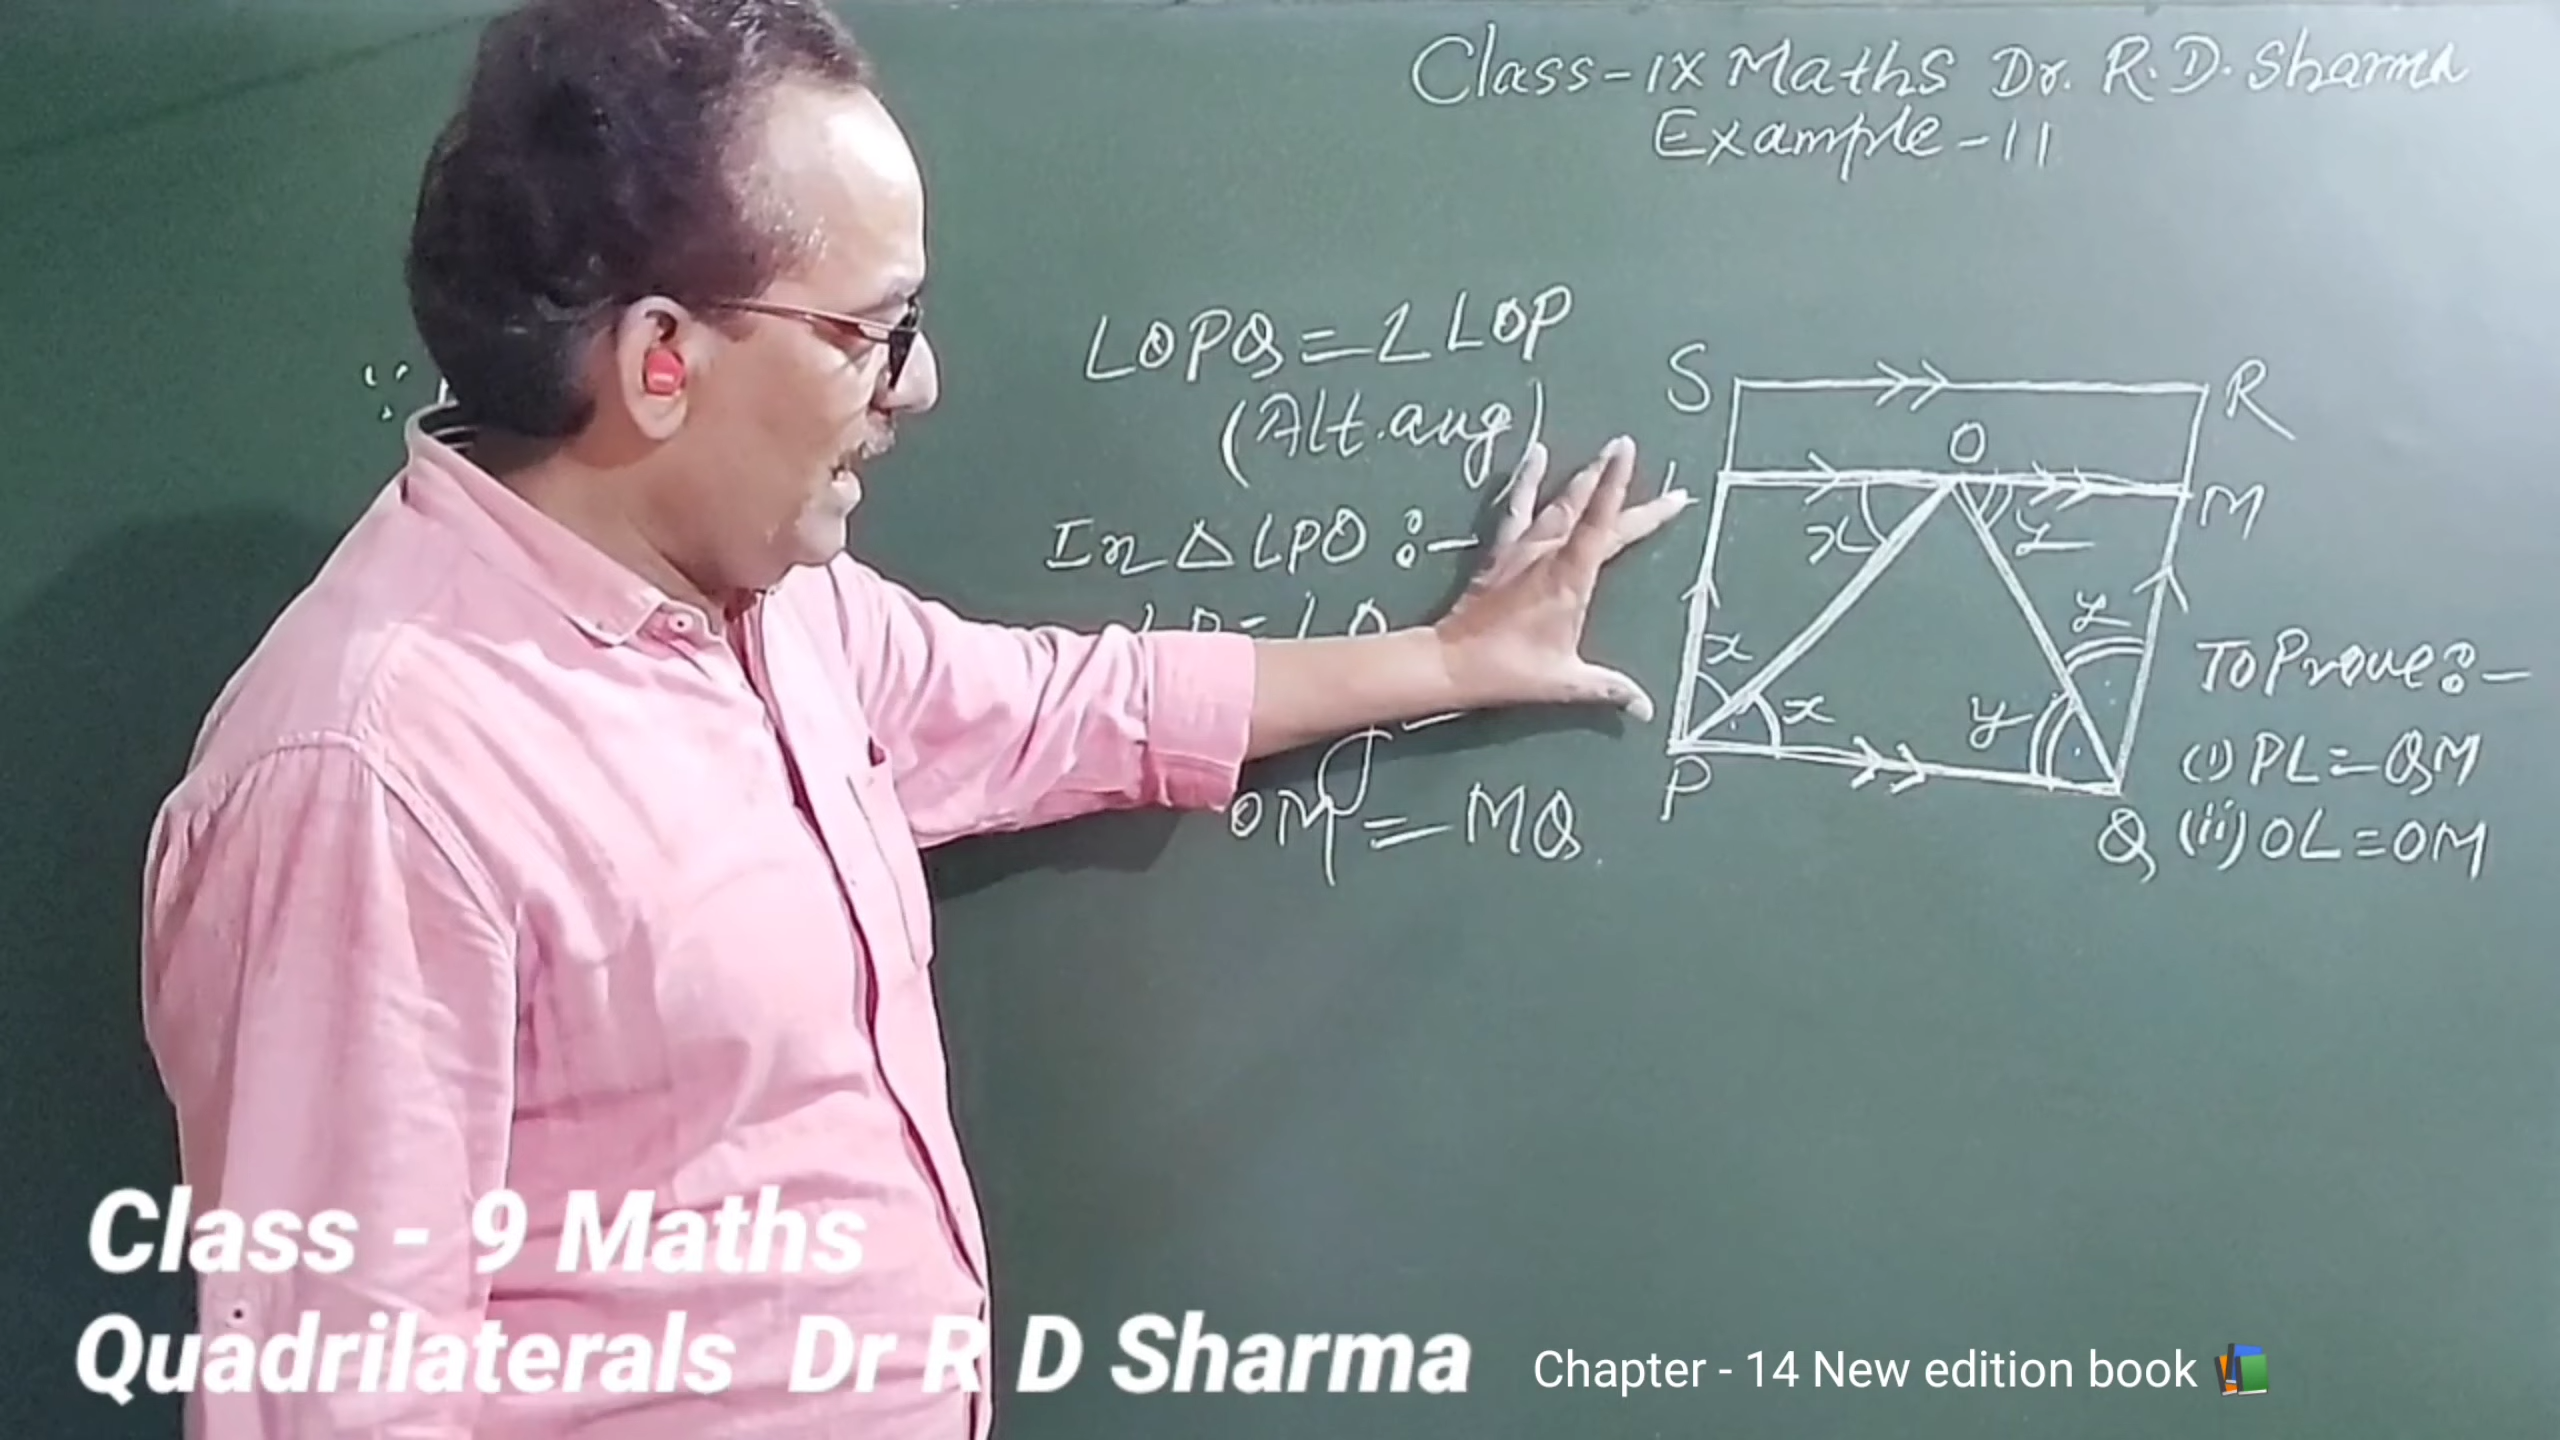 Class-IX Maths Dr. R.D. Sharma
Example-11
∠OPQ = ∠LOP
(Alt. ang)
In △LPO :-
OM = MQ
S R
O
L M
x y
x y
x y
P Q
To Prove :-
(i) PL = QM
(ii) OL = OM
Class - 9 Maths
Quadrilaterals Dr R D Sharma
Chapter - 14 New edition book